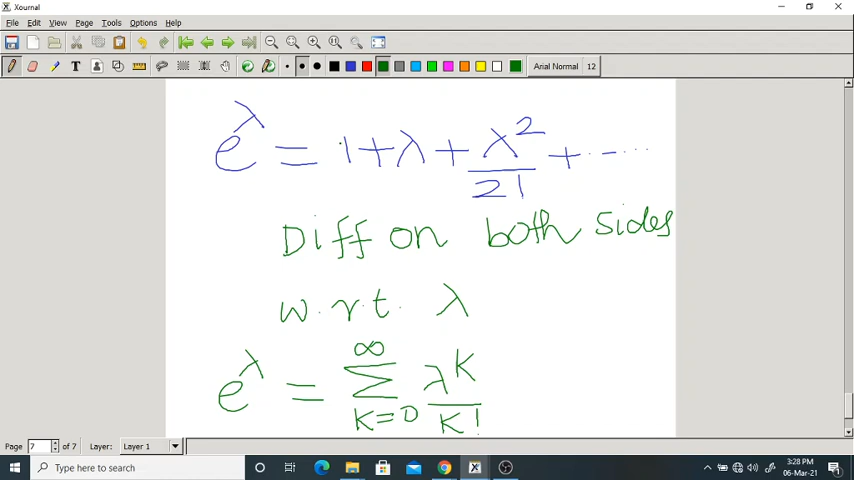 Xournal
File Edit View Page Tools Options Help
Arial Normal 12
e^λ = 1 + λ + λ^2/2! + - - ...
Diff on both sides
w.r.t. λ
e^λ = ∞ Σ K=0 λ^K/K!
Page 7 of 7 Layer: Layer 1
Type here to search
3:28 PM
06-Mar-21